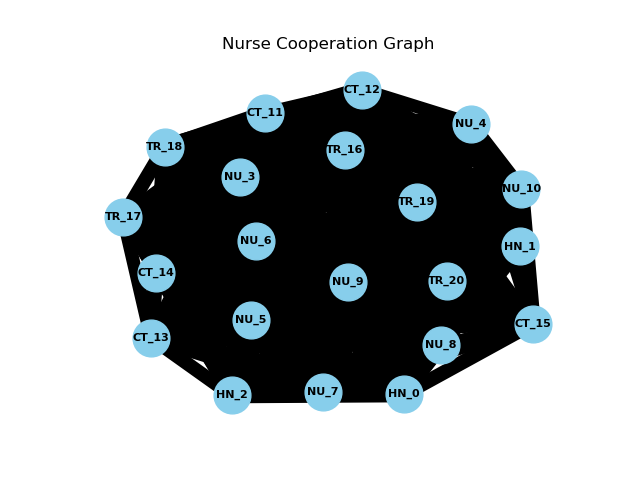 Nurse Cooperation Graph
CT_12
CT_11
NU_4
TR_18
TR_16
NU_3
NU_10
TR_19
TR_17
NU_6
HN_1
CT_14
NU_9
TR_20
NU_5
CT_15
CT_13
NU_8
HN_2
NU_7
HN_0